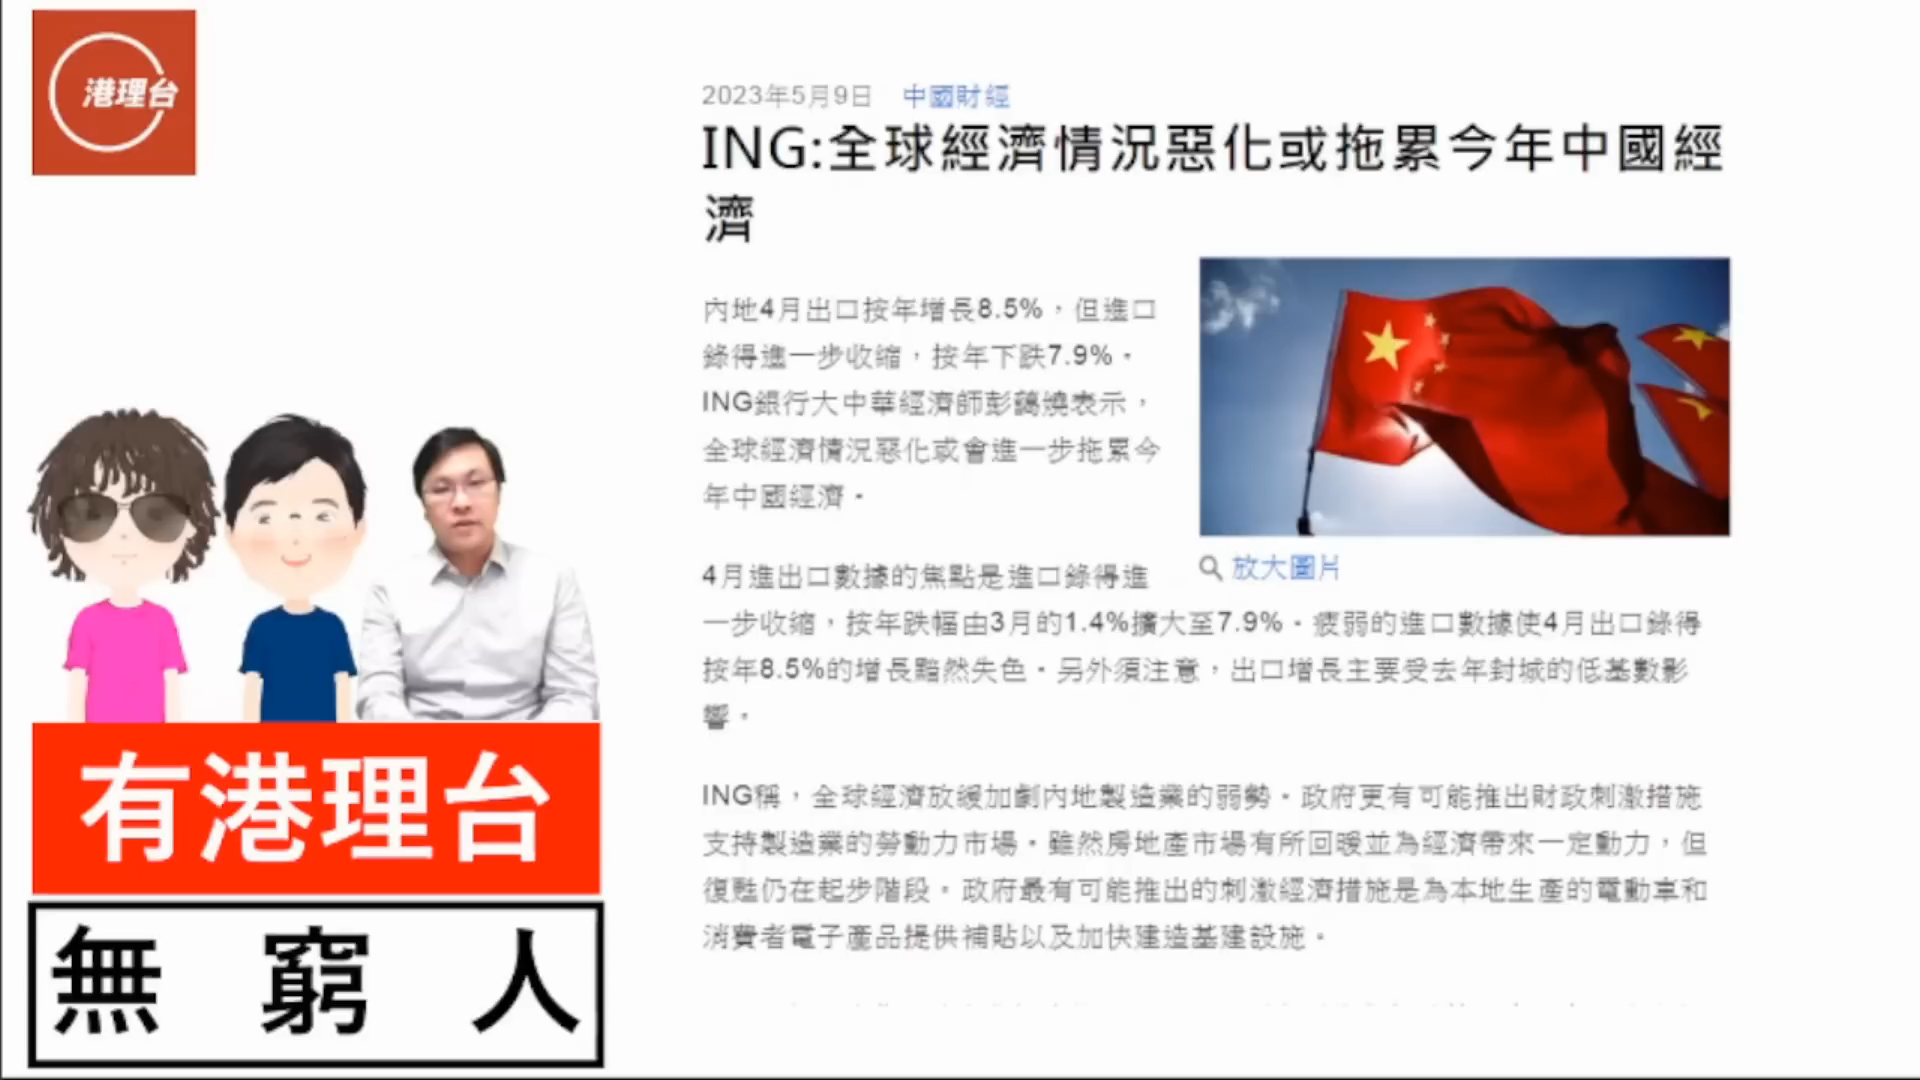 港理台
2023年5月9日 中國財經
ING:全球經濟情況惡化或拖累今年中國經
濟
內地4月出口按年增長8.5%，但進口
錄得進一步收縮，按年下跌7.9%。
ING銀行大中華經濟師彭藹嬈表示，
全球經濟情況惡化或會進一步拖累今
年中國經濟。
放大圖片
4月進出口數據的焦點是進口錄得進
一步收縮，按年跌幅由3月的1.4%擴大至7.9%。疲弱的進口數據使4月出口錄得
按年8.5%的增長黯然失色。另外須注意，出口增長主要受去年封城的低基數影
響。
ING稱，全球經濟放緩加劇內地製造業的弱勢。政府更有可能推出財政刺激措施
支持製造業的勞動力市場。雖然房地產市場有所回暖並為經濟帶來一定動力，但
復甦仍在起步階段。政府最有可能推出的刺激經濟措施是為本地生產的電動車和
消費者電子產品提供補貼以及加快建造基建設施。
有港理台
無窮人